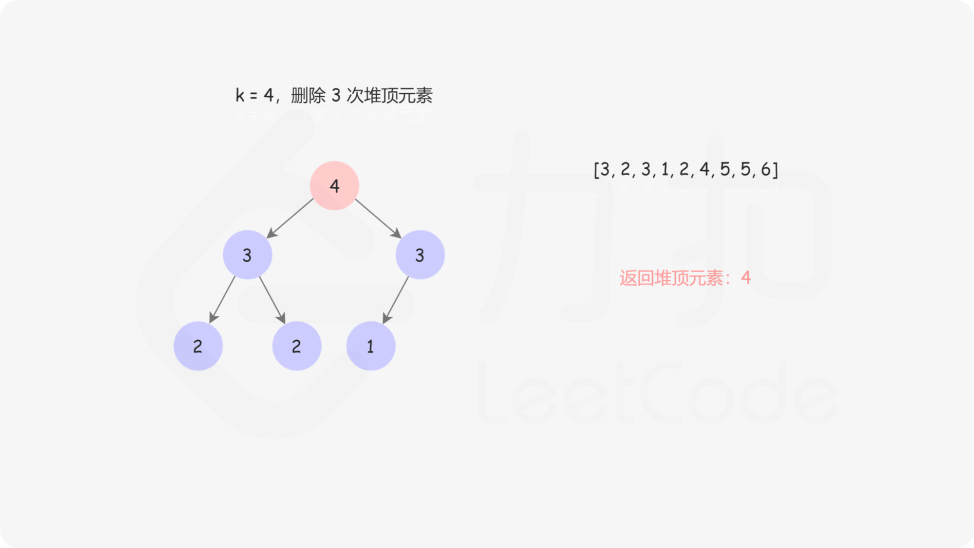 k = 4，删除 3 次堆顶元素
4
[3, 2, 3, 1, 2, 4, 5, 5, 6]
3
3
返回堆顶元素：4
2
2
1
力扣
LeetCode